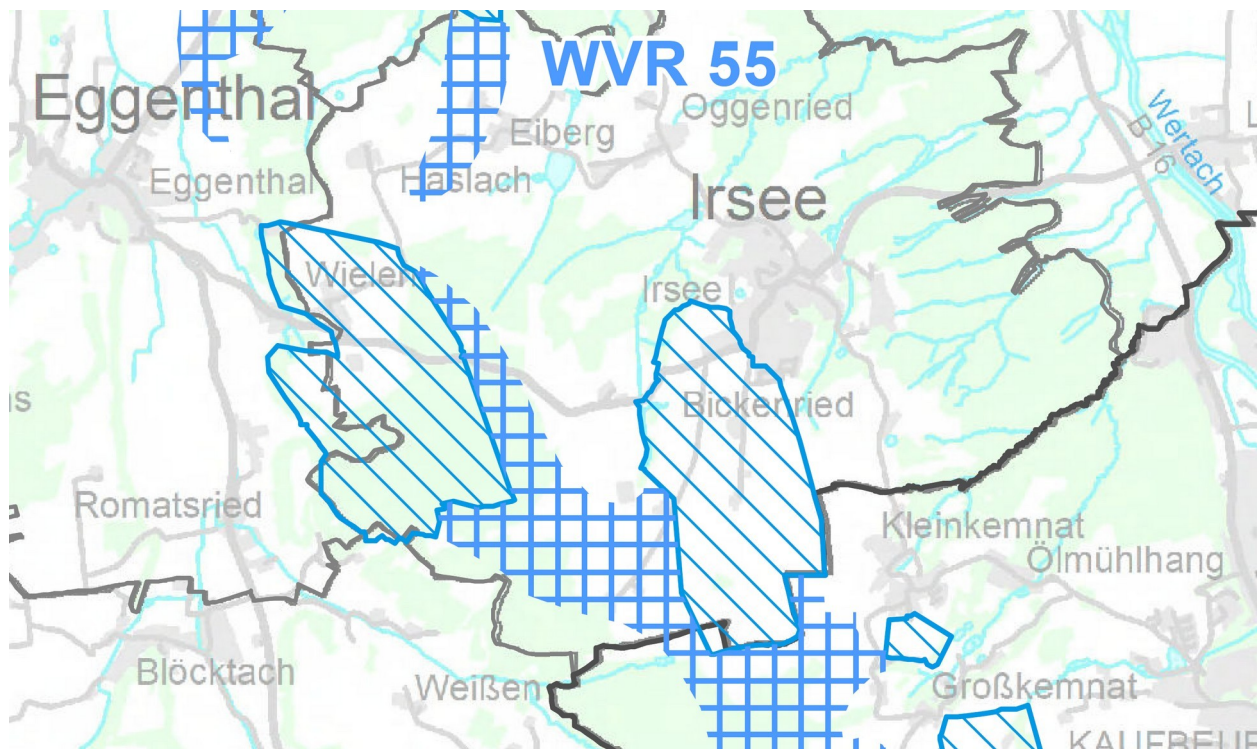 WVR 55
Eggenthal
Oggenried
Wertach
B 16
Eiberg
Eggenthal
Haslach
Irsee
Wielen
Irsee
Bickenried
Romatsried
Kleinkemnat
Ölmühlhang
Blöcktach
Weißen
Großkemnat